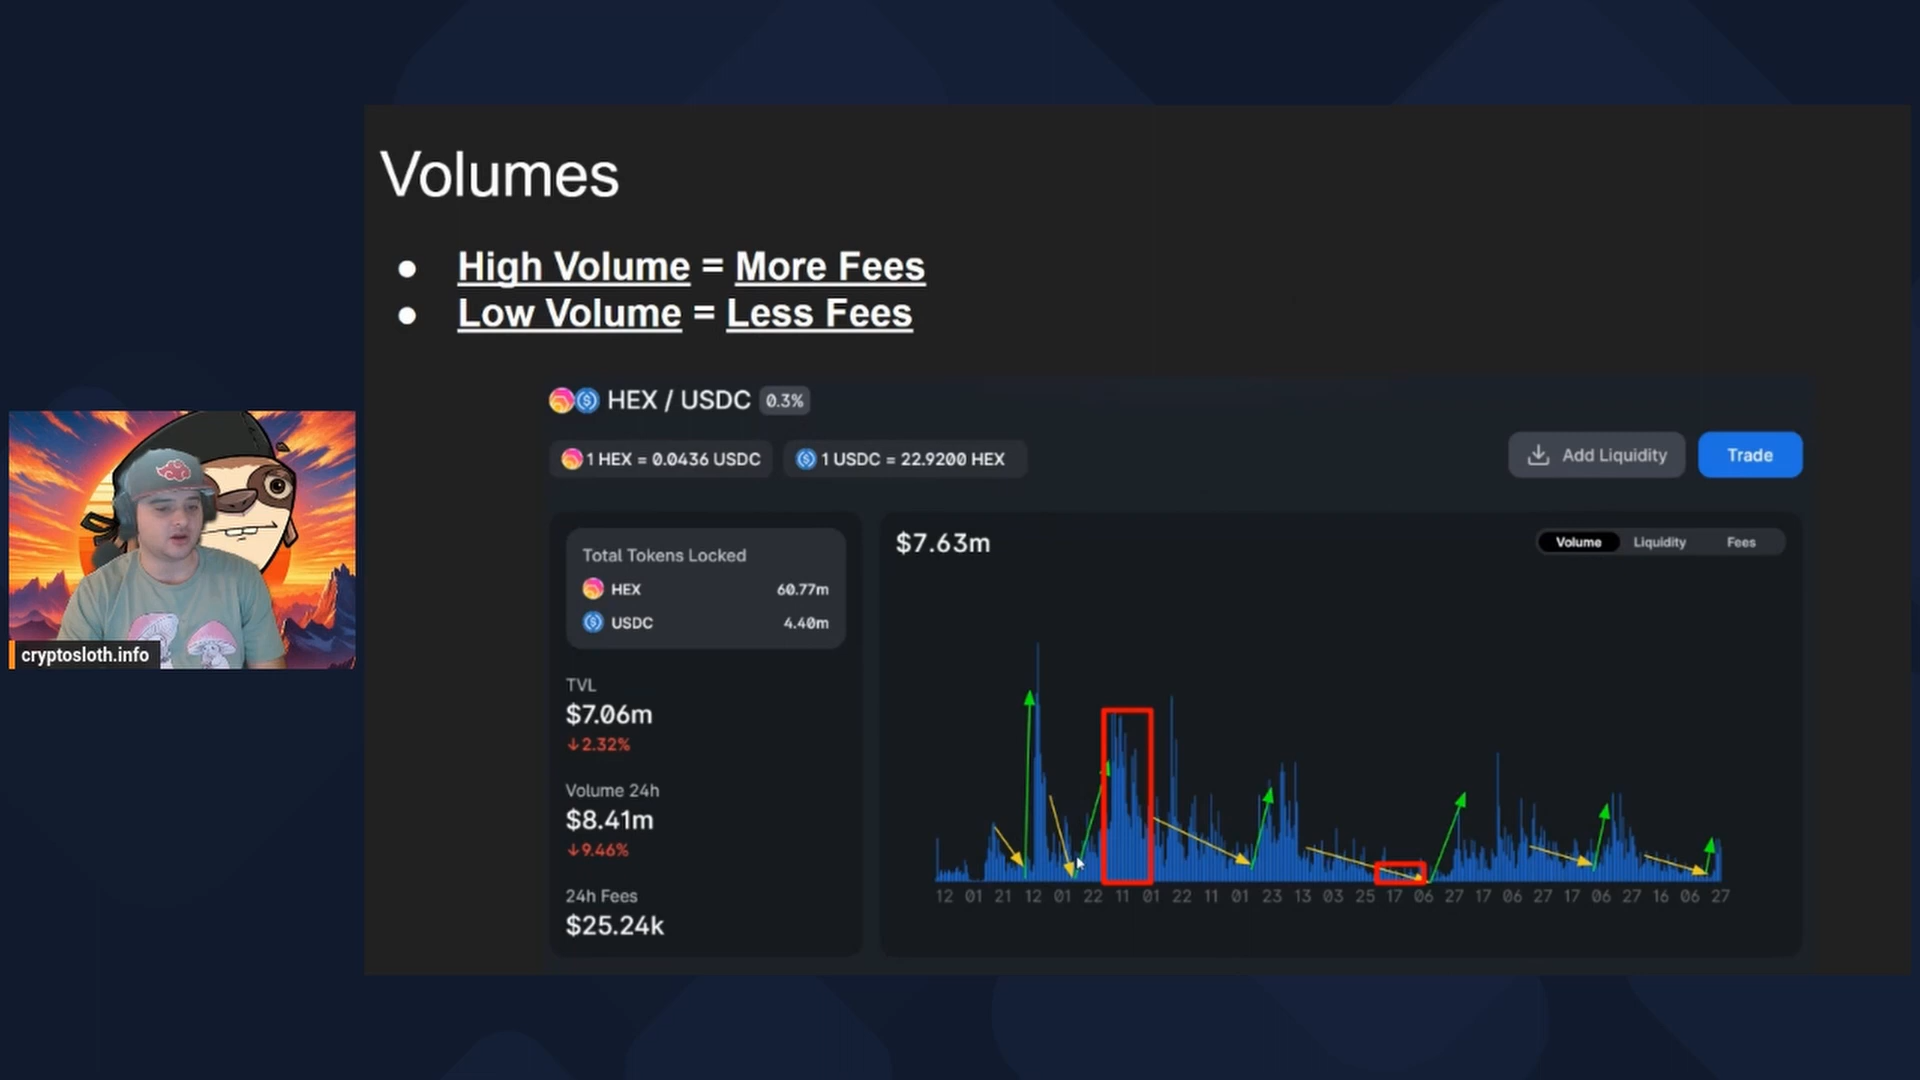 Volumes
● High Volume = More Fees
● Low Volume = Less Fees
HEX / USDC 0.3%
1 HEX = 0.0436 USDC
1 USDC = 22.9200 HEX
Add Liquidity
Trade
Total Tokens Locked
HEX 60.77m
USDC 4.40m
TVL
$7.06m
↓2.32%
Volume 24h
$8.41m
↓9.46%
24h Fees
$25.24k
$7.63m
Volume Liquidity Fees
12 01 21 12 01 22 11 01 22 11 01 23 13 03 25 17 06 27 17 06 27 17 06 27 16 06 27
cryptosloth.info